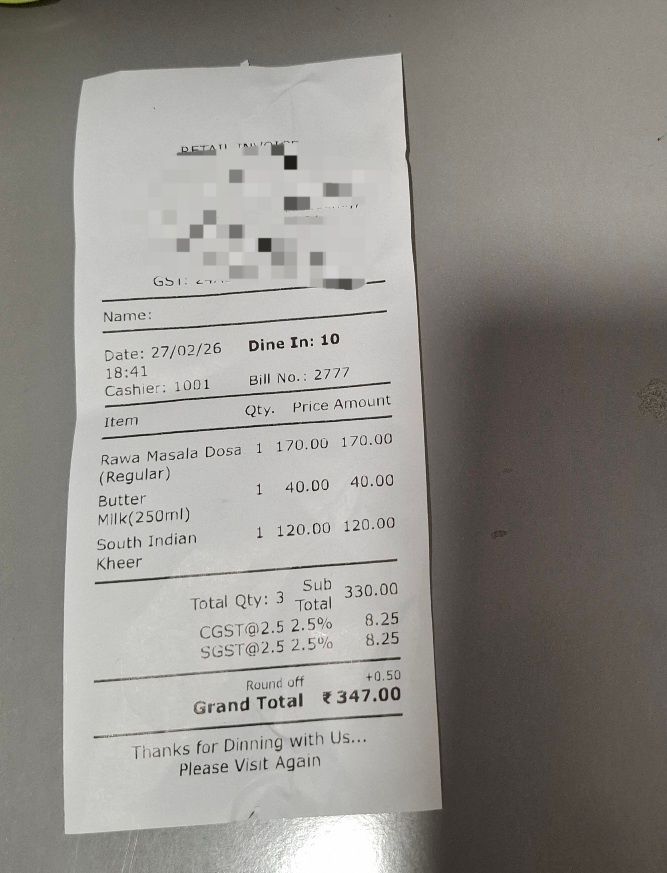 RETAIL INVOICE
GST:
Name:
Date: 27/02/26 Dine In: 10
18:41
Cashier: 1001 Bill No.: 2777
Item Qty. Price Amount
Rawa Masala Dosa 1 170.00 170.00
(Regular)
Butter 1 40.00 40.00
Milk(250ml)
South Indian 1 120.00 120.00
Kheer
Total Qty: 3 Sub Total 330.00
CGST@2.5 2.5% 8.25
SGST@2.5 2.5% 8.25
Round off +0.50
Grand Total ₹347.00
Thanks for Dinning with Us...
Please Visit Again